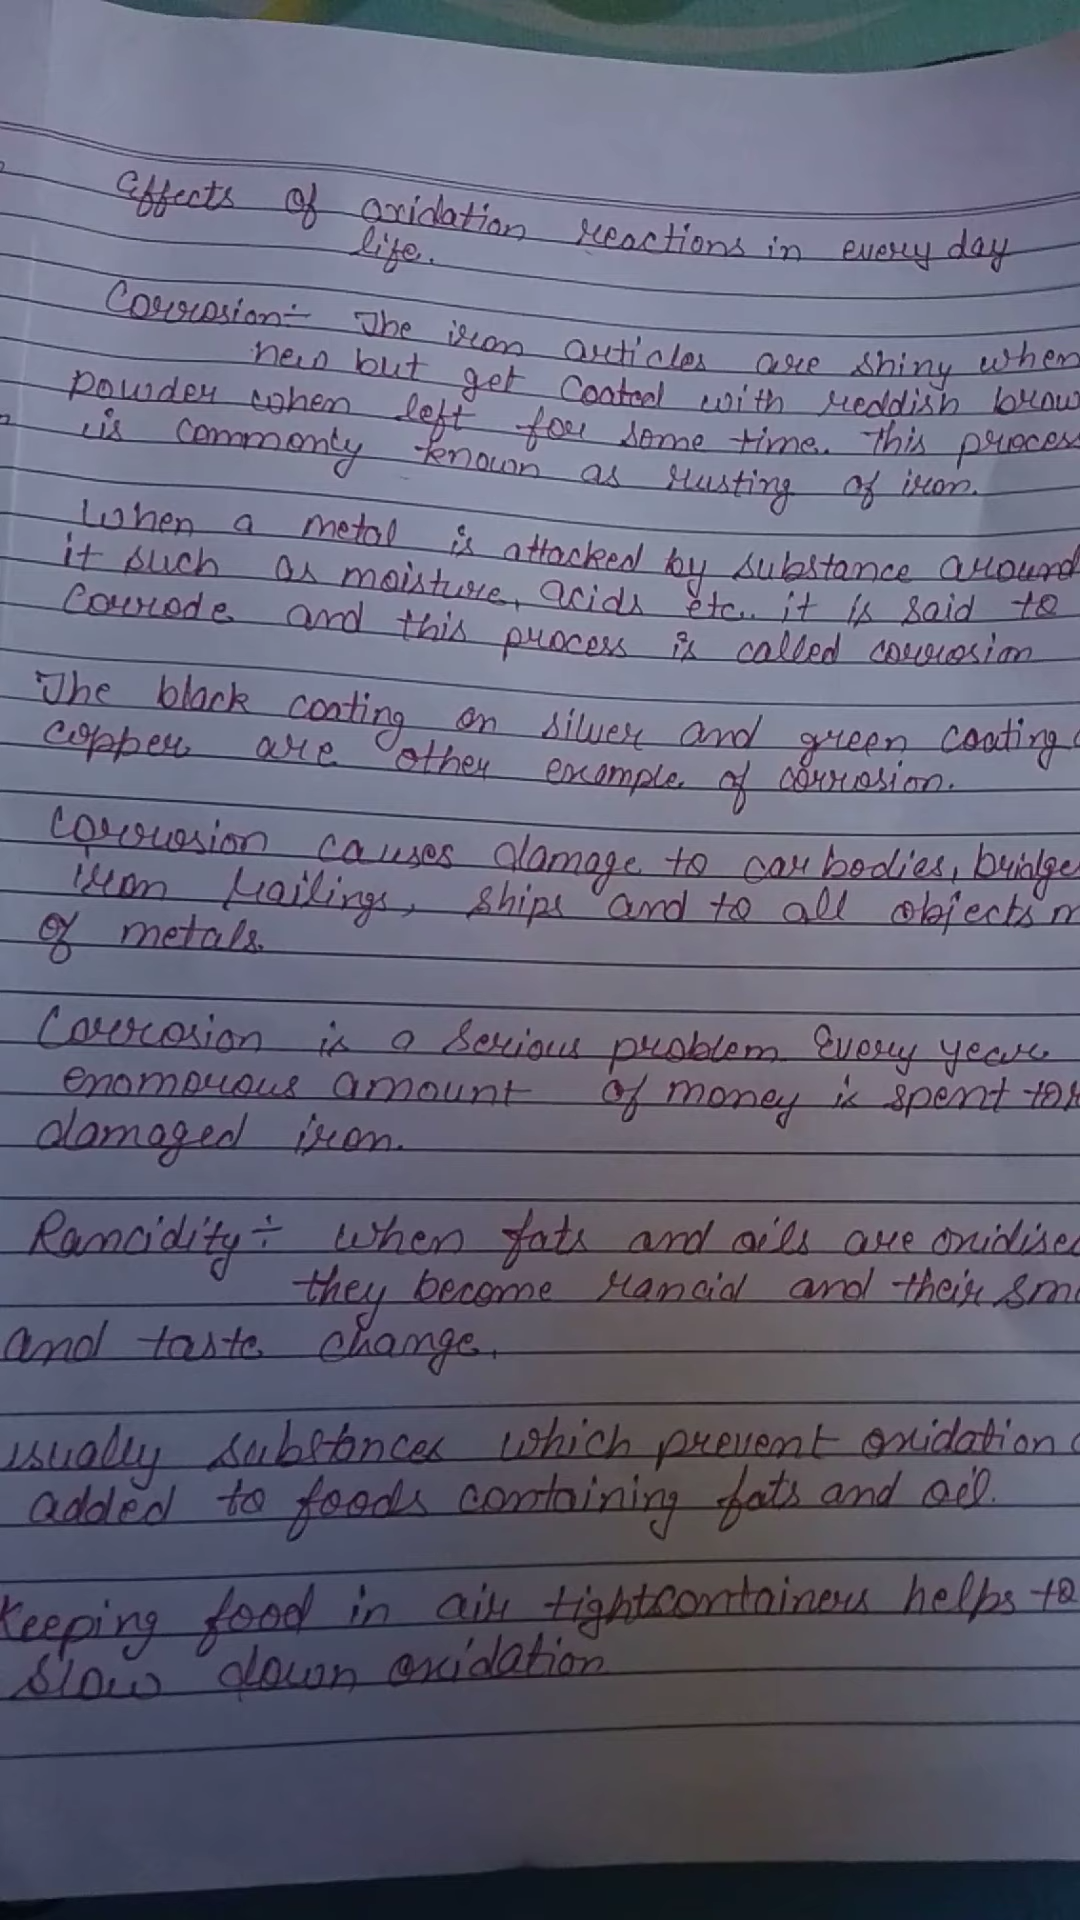 Effects of oxidation reactions in every day
life.
Corrosion÷ The iron articles are shiny when
new but get coated with reddish brow
powder when left for some time. This process
is commonly known as rusting of iron.
When a metal is attacked by substance around
it such as moisture, acids etc.. it is said to
corrode and this process is called corrosion
The black coating on silver and green coating
copper are other example of corrosion.
Corrosion causes damage to car bodies, bridge
iron railings, ships and to all objects m
of metals.
Corrosion is a serious problem Every year
enomorous amount of money is spent to
damaged iron.
Rancidity÷ when fats and oils are oxidise
they become rancid and their sm
and taste change.
usually substances which prevent oxidation
added to foods containing fats and oil.
Keeping food in air tightcontainers helps to
slow down oxidation